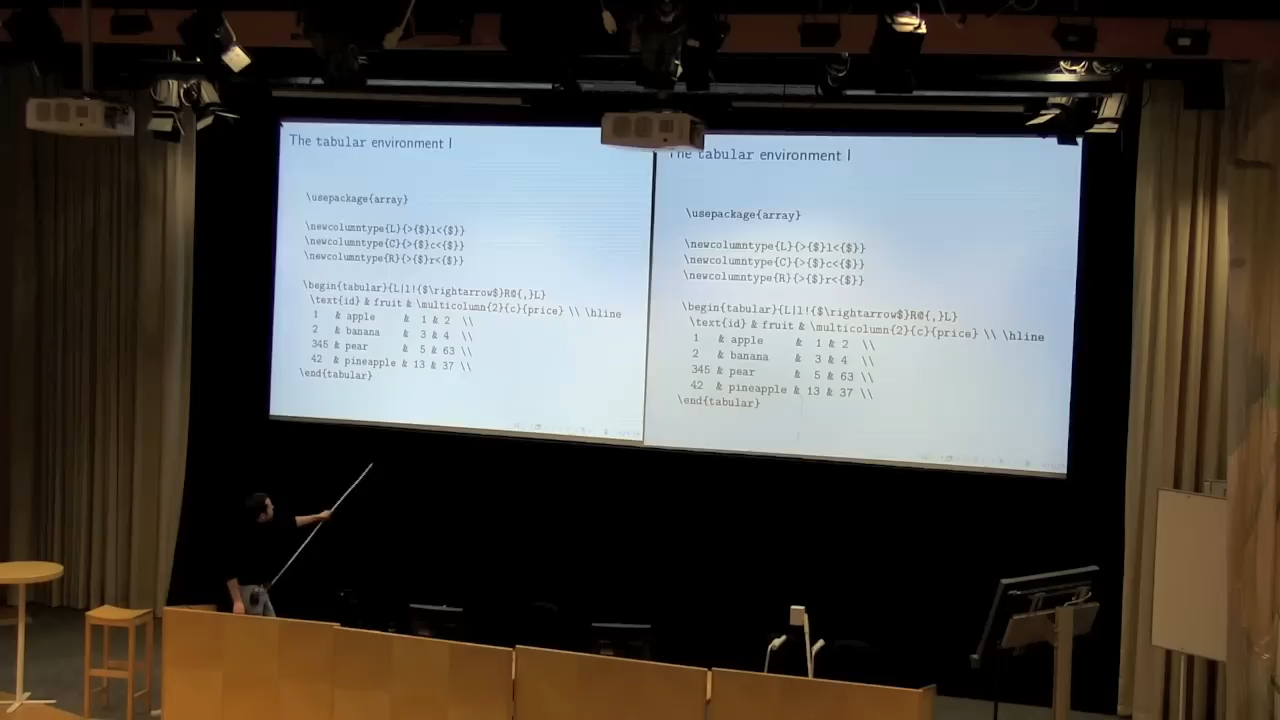 The tabular environment I
\usepackage{array}
\newcolumntype{L}{>{$}l<{$}}
\newcolumntype{C}{>{$}c<{$}}
\newcolumntype{R}{>{$}r<{$}}
\begin{tabular}{L|l!{$\rightarrow$}R@{,}L}
\text{id} & fruit & \multicolumn{2}{c}{price} \\ \hline
1 & apple & 1 & 2 \\
2 & banana & 3 & 4 \\
345 & pear & 5 & 63 \\
42 & pineapple & 13 & 37 \\
\end{tabular}
The tabular environment I
\usepackage{array}
\newcolumntype{L}{>{$}l<{$}}
\newcolumntype{C}{>{$}c<{$}}
\newcolumntype{R}{>{$}r<{$}}
\begin{tabular}{L|l!{$\rightarrow$}R@{,}L}
\text{id} & fruit & \multicolumn{2}{c}{price} \\ \hline
1 & apple & 1 & 2 \\
2 & banana & 3 & 4 \\
345 & pear & 5 & 63 \\
42 & pineapple & 13 & 37 \\
\end{tabular}